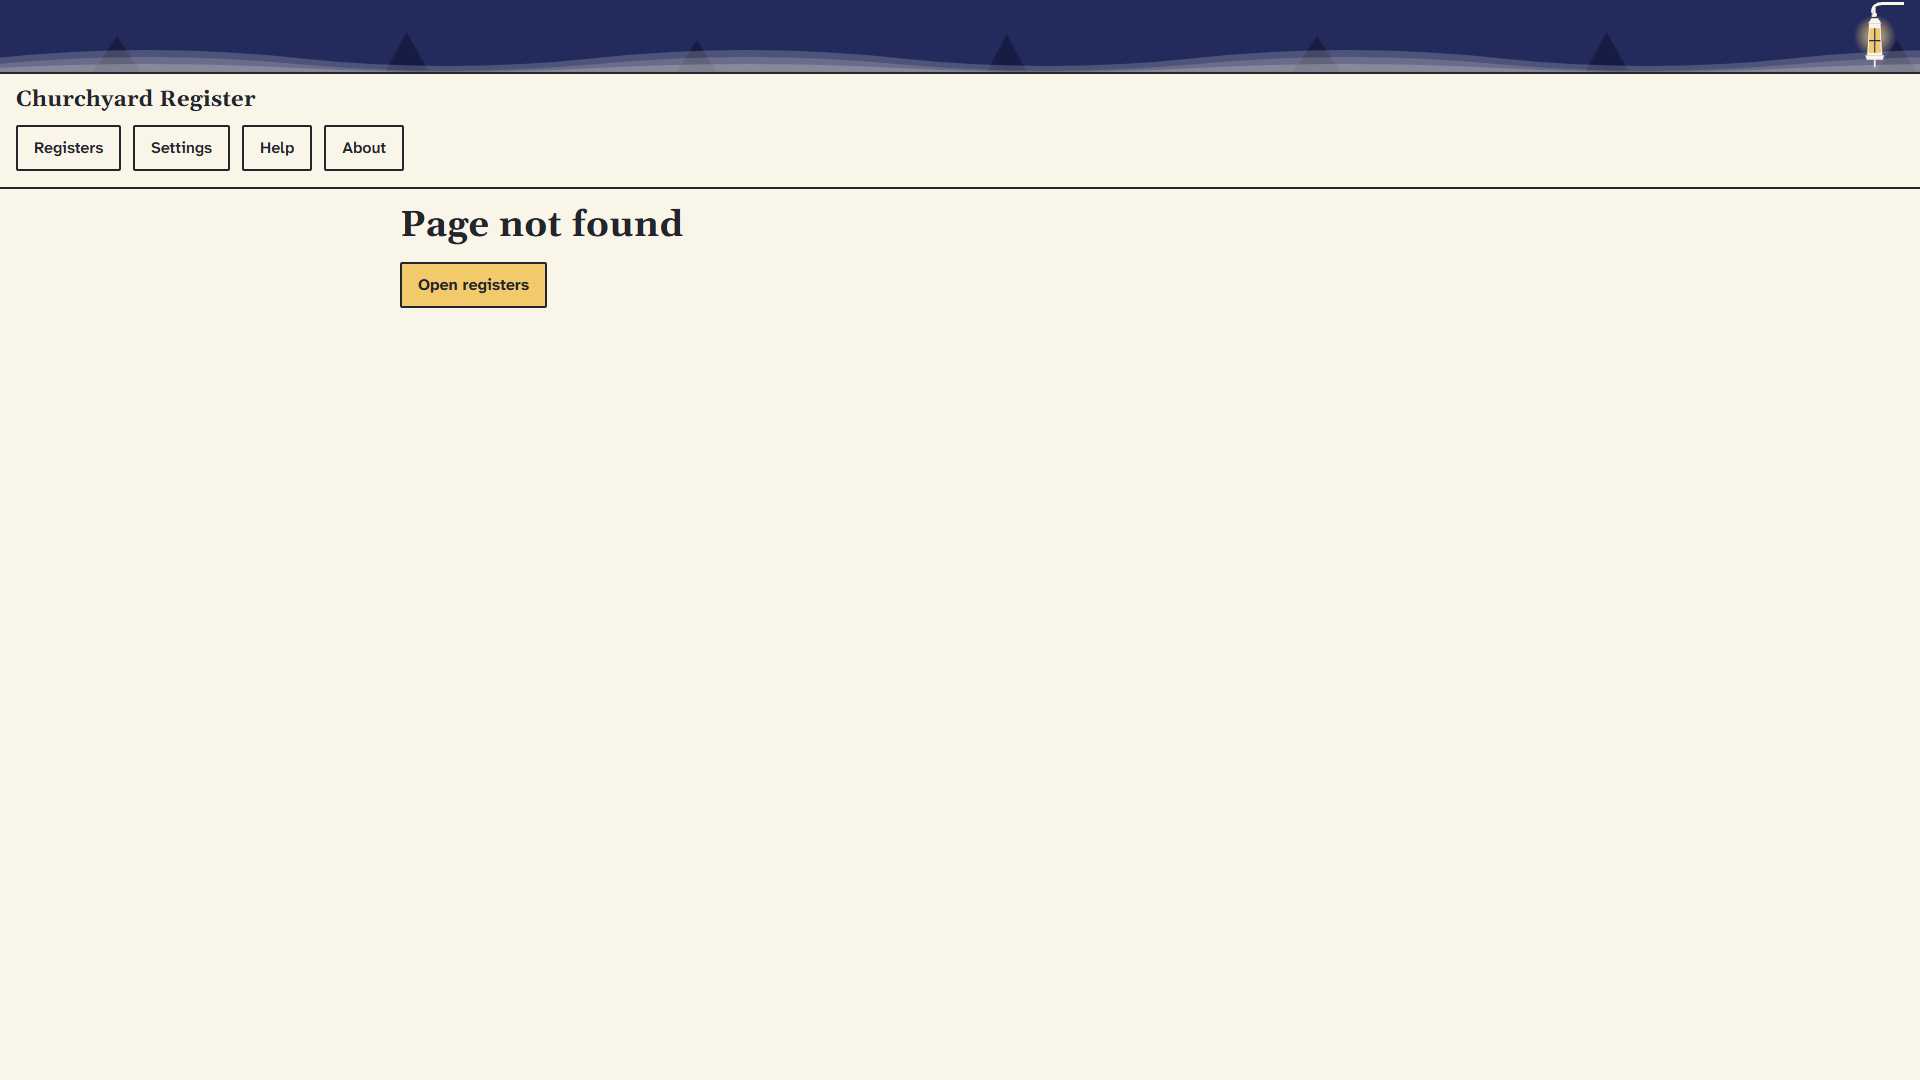 Churchyard Register
Registers
Settings
Help
About
Page not found
Open registers